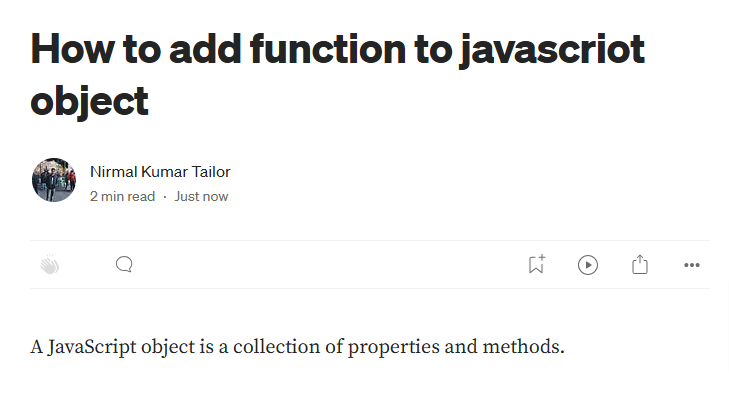 How to add function to javascriot
object
Nirmal Kumar Tailor
2 min read · Just now
A JavaScript object is a collection of properties and methods.